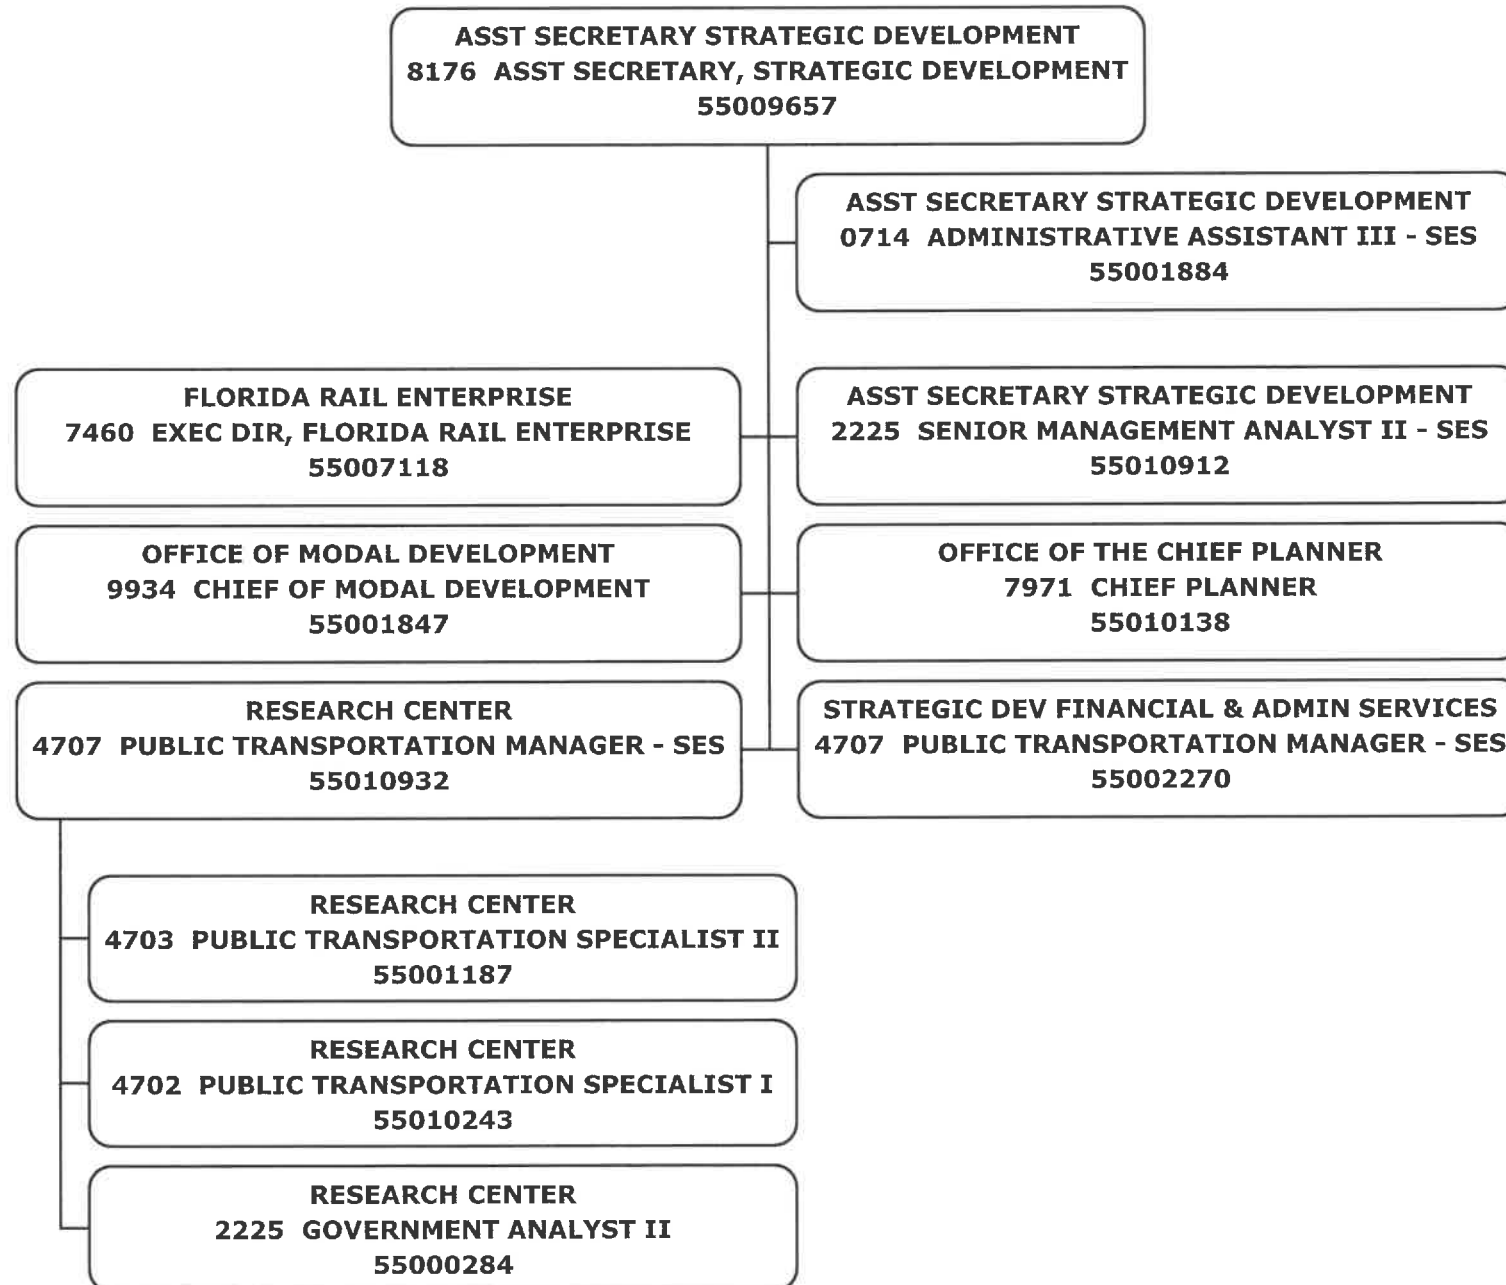 ASST SECRETARY STRATEGIC DEVELOPMENT
8176 ASST SECRETARY, STRATEGIC DEVELOPMENT
55009657
ASST SECRETARY STRATEGIC DEVELOPMENT
0714 ADMINISTRATIVE ASSISTANT III - SES
55001884
FLORIDA RAIL ENTERPRISE
7460 EXEC DIR, FLORIDA RAIL ENTERPRISE
55007118
ASST SECRETARY STRATEGIC DEVELOPMENT
2225 SENIOR MANAGEMENT ANALYST II - SES
55010912
OFFICE OF MODAL DEVELOPMENT
9934 CHIEF OF MODAL DEVELOPMENT
55001847
OFFICE OF THE CHIEF PLANNER
7971 CHIEF PLANNER
55010138
RESEARCH CENTER
4707 PUBLIC TRANSPORTATION MANAGER - SES
55010932
STRATEGIC DEV FINANCIAL & ADMIN SERVICES
4707 PUBLIC TRANSPORTATION MANAGER - SES
55002270
RESEARCH CENTER
4703 PUBLIC TRANSPORTATION SPECIALIST II
55001187
RESEARCH CENTER
4702 PUBLIC TRANSPORTATION SPECIALIST I
55010243
RESEARCH CENTER
2225 GOVERNMENT ANALYST II
55000284